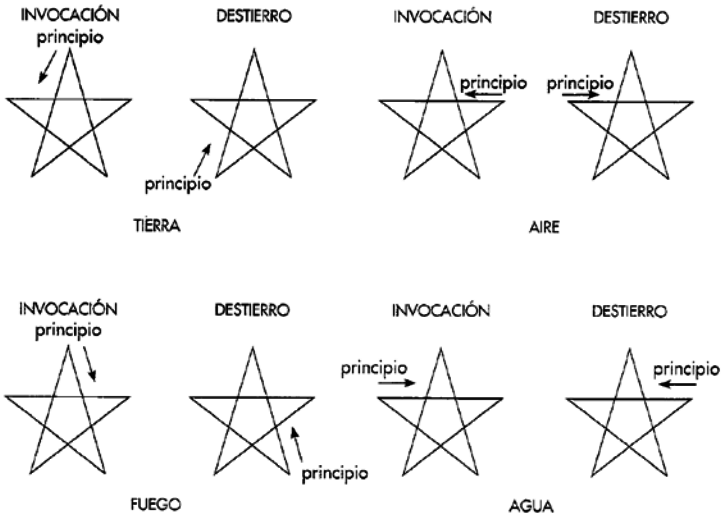 INVOCACIÓN
principio
DESTIERRO
principio
TIERRA
INVOCACIÓN
principio
DESTIERRO
principio
AIRE
INVOCACIÓN
principio
DESTIERRO
principio
FUEGO
INVOCACIÓN
principio
DESTIERRO
principio
AGUA